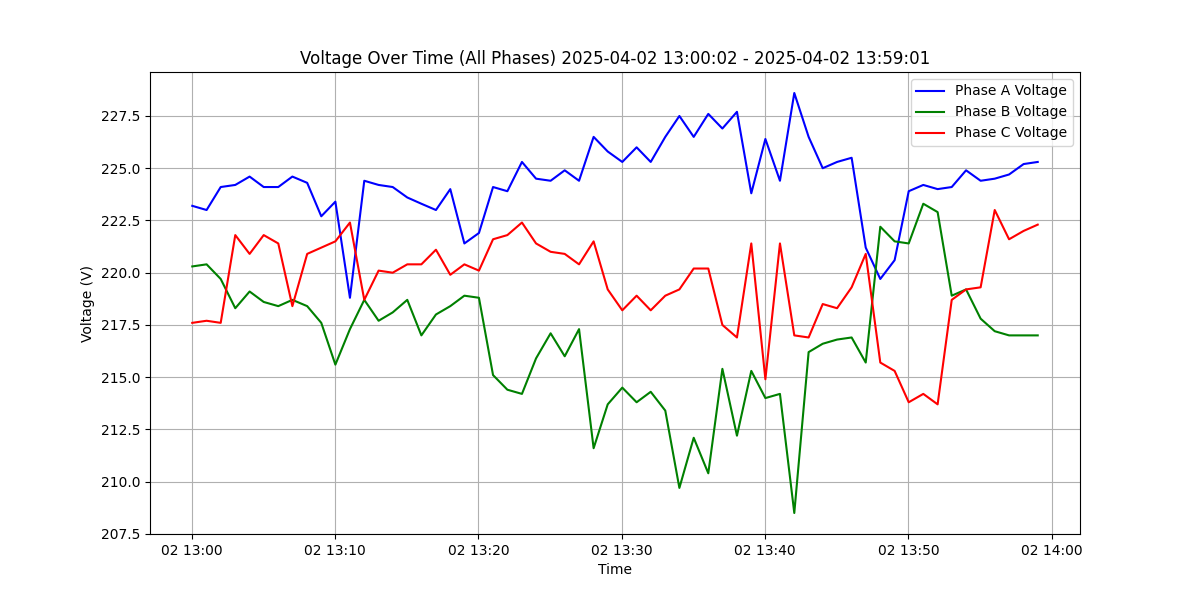 Voltage Over Time (All Phases) 2025-04-02 13:00:02 - 2025-04-02 13:59:01
Phase A Voltage
Phase B Voltage
Phase C Voltage
Voltage (V)
227.5
225.0
222.5
220.0
217.5
215.0
212.5
210.0
207.5
02 13:00 02 13:10 02 13:20 02 13:30 02 13:40 02 13:50 02 14:00
Time